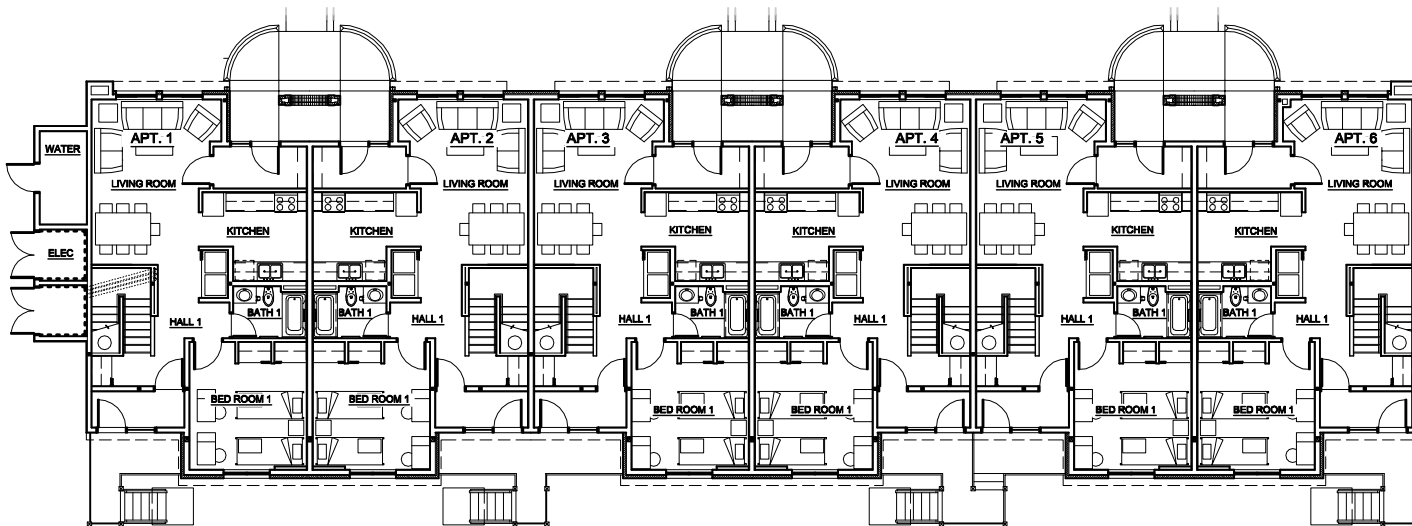 APT. 1
APT. 2
APT. 3
APT. 4
APT. 5
APT. 6
WATER
LIVING ROOM
LIVING ROOM
LIVING ROOM
LIVING ROOM
LIVING ROOM
LIVING ROOM
KITCHEN
KITCHEN
KITCHEN
KITCHEN
KITCHEN
KITCHEN
ELEC
BATH 1
BATH 1
BATH 1
BATH 1
BATH 1
BATH 1
HALL 1
HALL 1
HALL 1
HALL 1
HALL 1
HALL 1
BED ROOM 1
BED ROOM 1
BED ROOM 1
BED ROOM 1
BED ROOM 1
BED ROOM 1